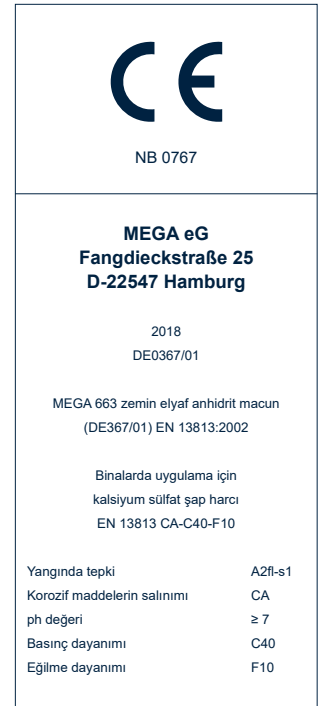 CE
NB 0767
MEGA eG
Fangdieckstraße 25
D-22547 Hamburg
2018
DE0367/01
MEGA 663 zemin elyaf anhidrit macun
(DE367/01) EN 13813:2002
Binalarda uygulama için
kalsiyum sülfat şap harcı
EN 13813 CA-C40-F10
Yangında tepki A2fl-s1
Korozif maddelerin salınımı CA
ph değeri ≥ 7
Basınç dayanımı C40
Eğilme dayanımı F10